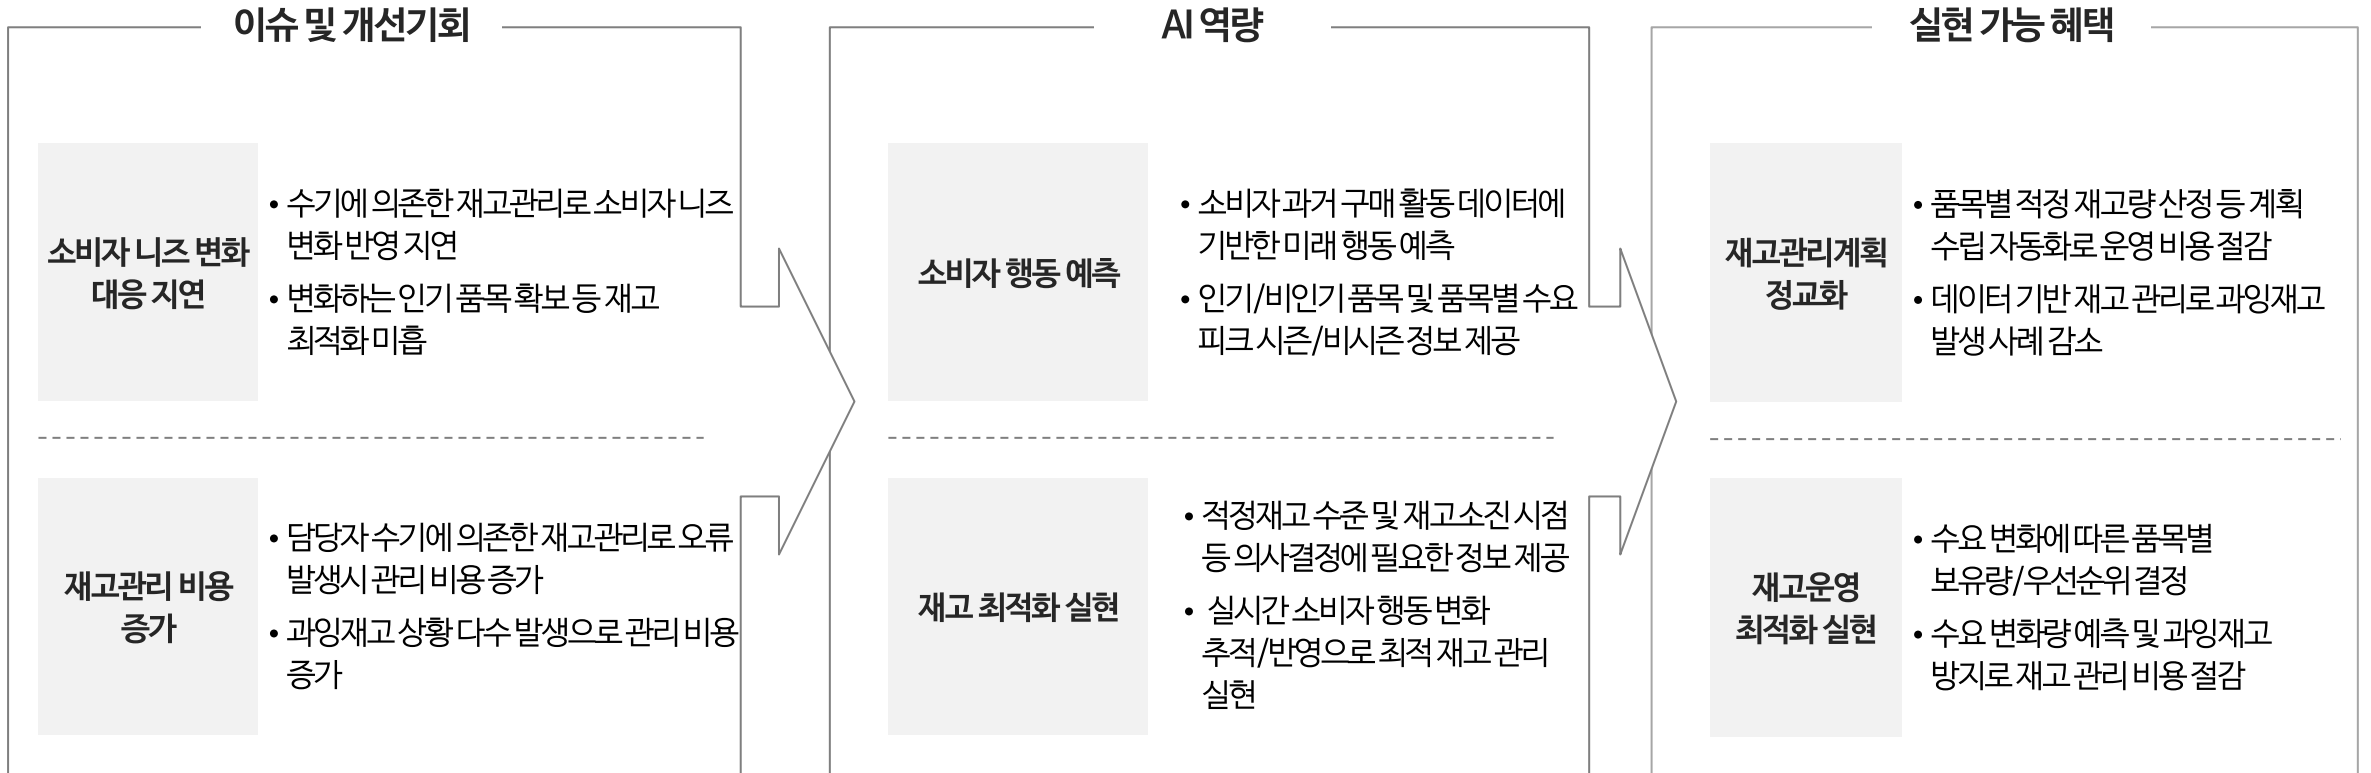 이슈 및 개선기회
소비자 니즈 변화
대응 지연
• 수기에 의존한 재고관리로 소비자 니즈
변화 반영 지연
• 변화하는 인기 품목 확보 등 재고
최적화 미흡
재고관리 비용
증가
• 담당자 수기에 의존한 재고관리로 오류
발생시 관리 비용 증가
• 과잉재고 상황 다수 발생으로 관리 비용
증가
AI 역량
소비자 행동 예측
• 소비자 과거 구매 활동 데이터에
기반한 미래 행동 예측
• 인기/비인기 품목 및 품목별 수요
피크 시즌/비시즌 정보 제공
재고 최적화 실현
• 적정재고 수준 및 재고소진 시점
등 의사결정에 필요한 정보 제공
• 실시간 소비자 행동 변화
추적/반영으로 최적 재고 관리
실현
실현 가능 혜택
재고관리계획
정교화
• 품목별 적정 재고량 산정 등 계획
수립 자동화로 운영 비용 절감
• 데이터 기반 재고 관리로 과잉재고
발생 사례 감소
재고운영
최적화 실현
• 수요 변화에 따른 품목별
보유량/우선순위 결정
• 수요 변화량 예측 및 과잉재고
방지로 재고 관리 비용 절감